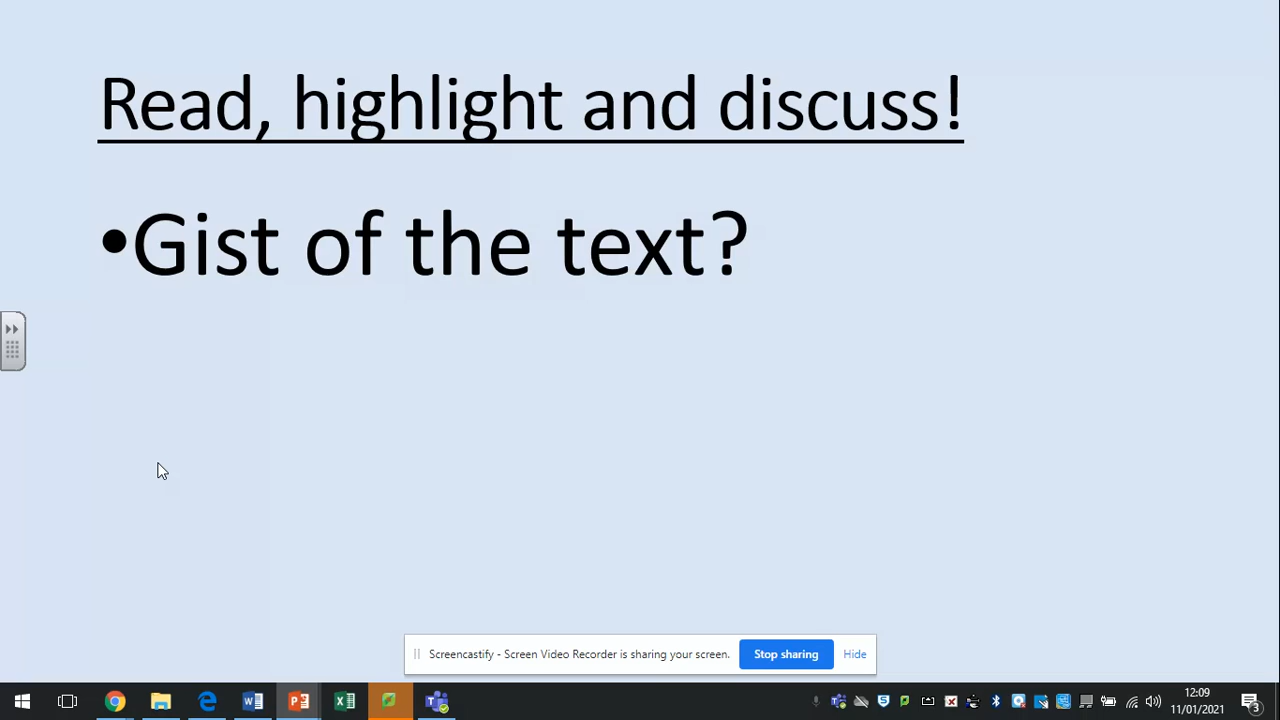 Read, highlight and discuss!
•Gist of the text?
Screencastify - Screen Video Recorder is sharing your screen.
Stop sharing
Hide
12:09
11/01/2021
3